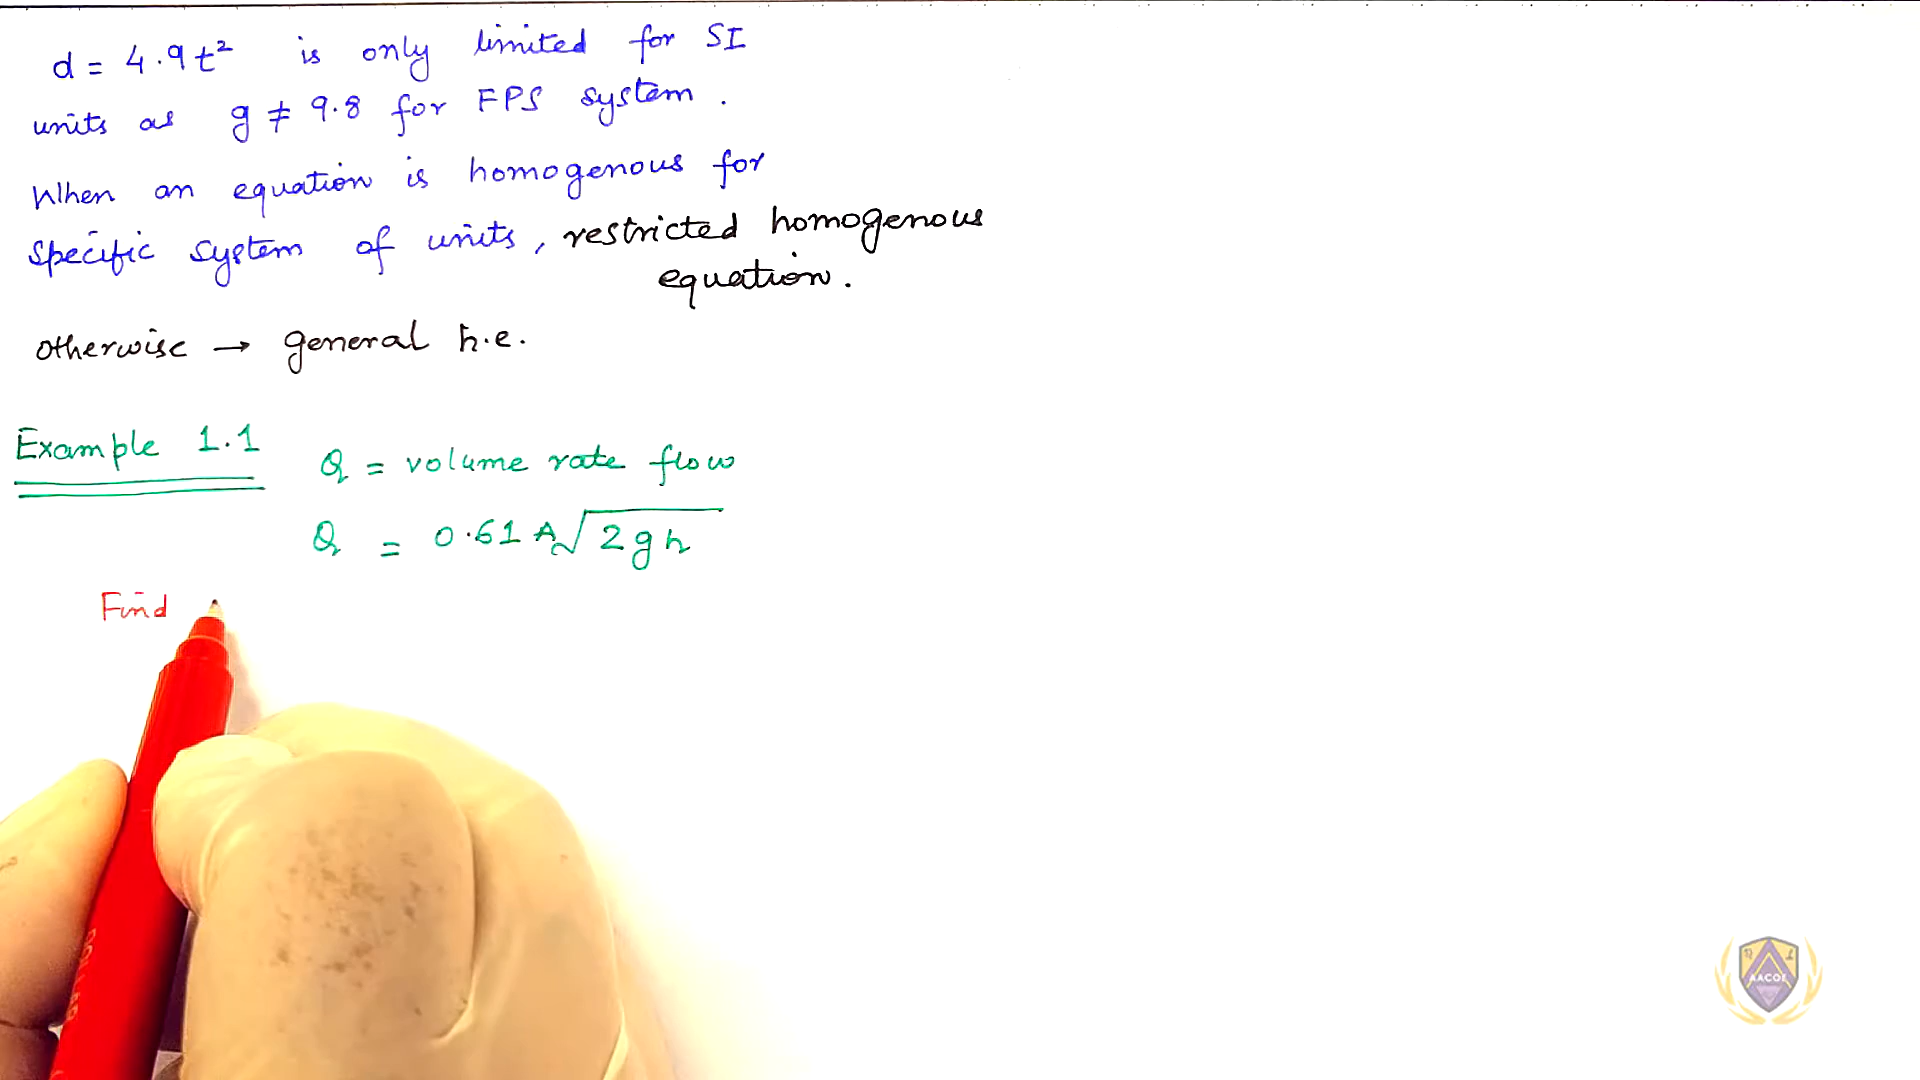 d = 4.9t² is only limited for SI
units as g ≠ 9.8 for FPS system.
When an equation is homogenous for
specific system of units, restricted homogenous
equation.
otherwise → general h.e.
Example 1.1
Q = volume rate flow
Q = 0.61 A√2gh
Find
AACOE